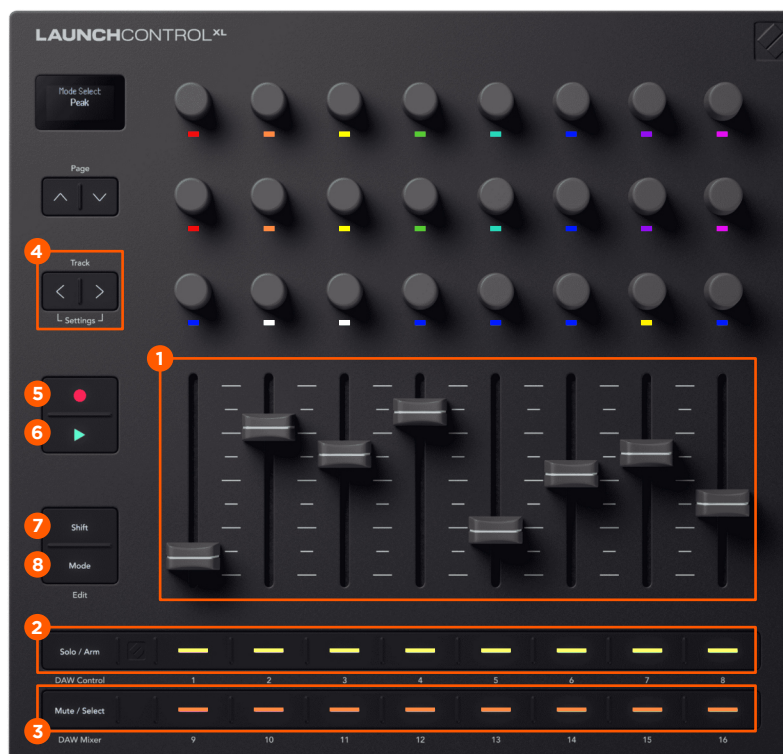 LAUNCHCONTROL XL
Mode Select
Peak
Page
4
Track
Settings
1
5
6
7
Shift
8
Mode
Edit
2
Solo / Arm
DAW Control 1 2 3 4 5 6 7 8
Mute / Select
3
DAW Mixer 9 10 11 12 13 14 15 16